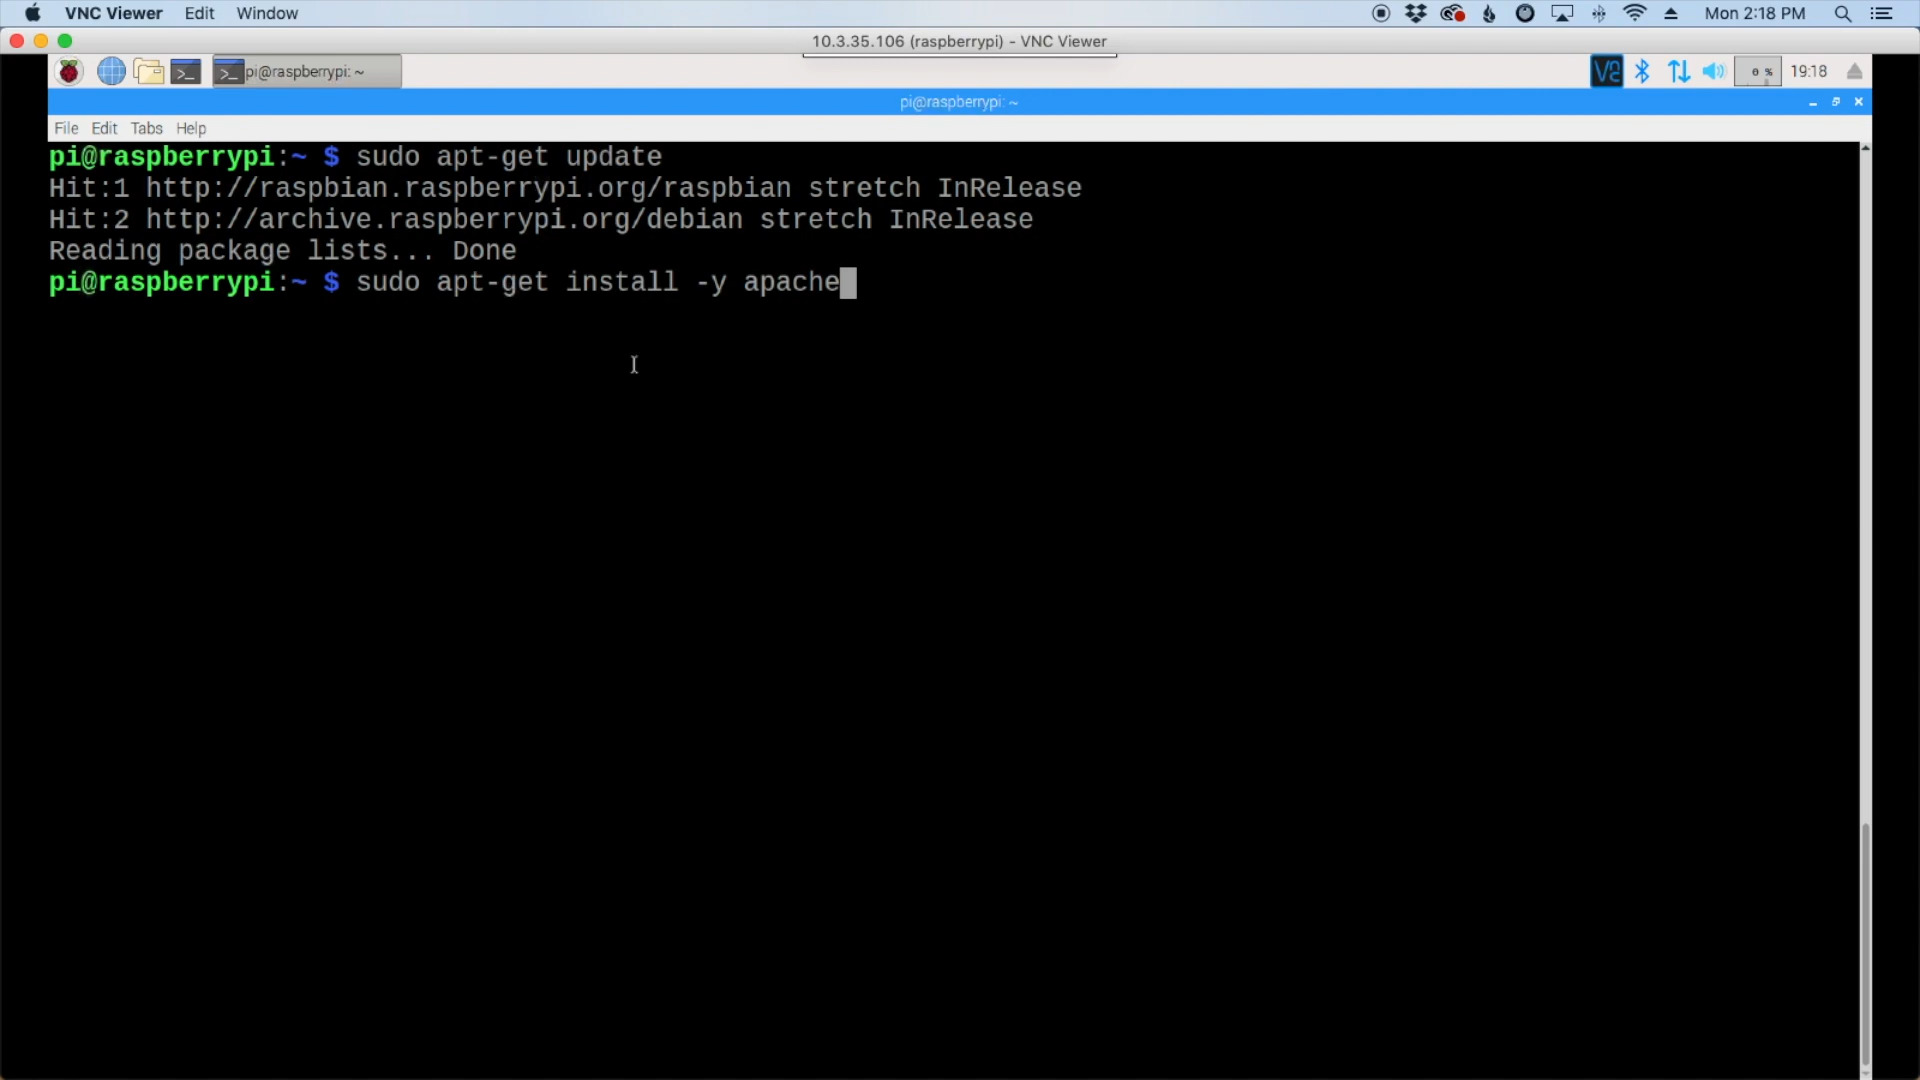 VNC Viewer Edit Window Mon 2:18 PM
10.3.35.106 (raspberrypi) - VNC Viewer
pi@raspberrypi: ~ 0 % 19:18
pi@raspberrypi: ~
File Edit Tabs Help
pi@raspberrypi:~ $ sudo apt-get update
Hit:1 http://raspbian.raspberrypi.org/raspbian stretch InRelease
Hit:2 http://archive.raspberrypi.org/debian stretch InRelease
Reading package lists... Done
pi@raspberrypi:~ $ sudo apt-get install -y apache